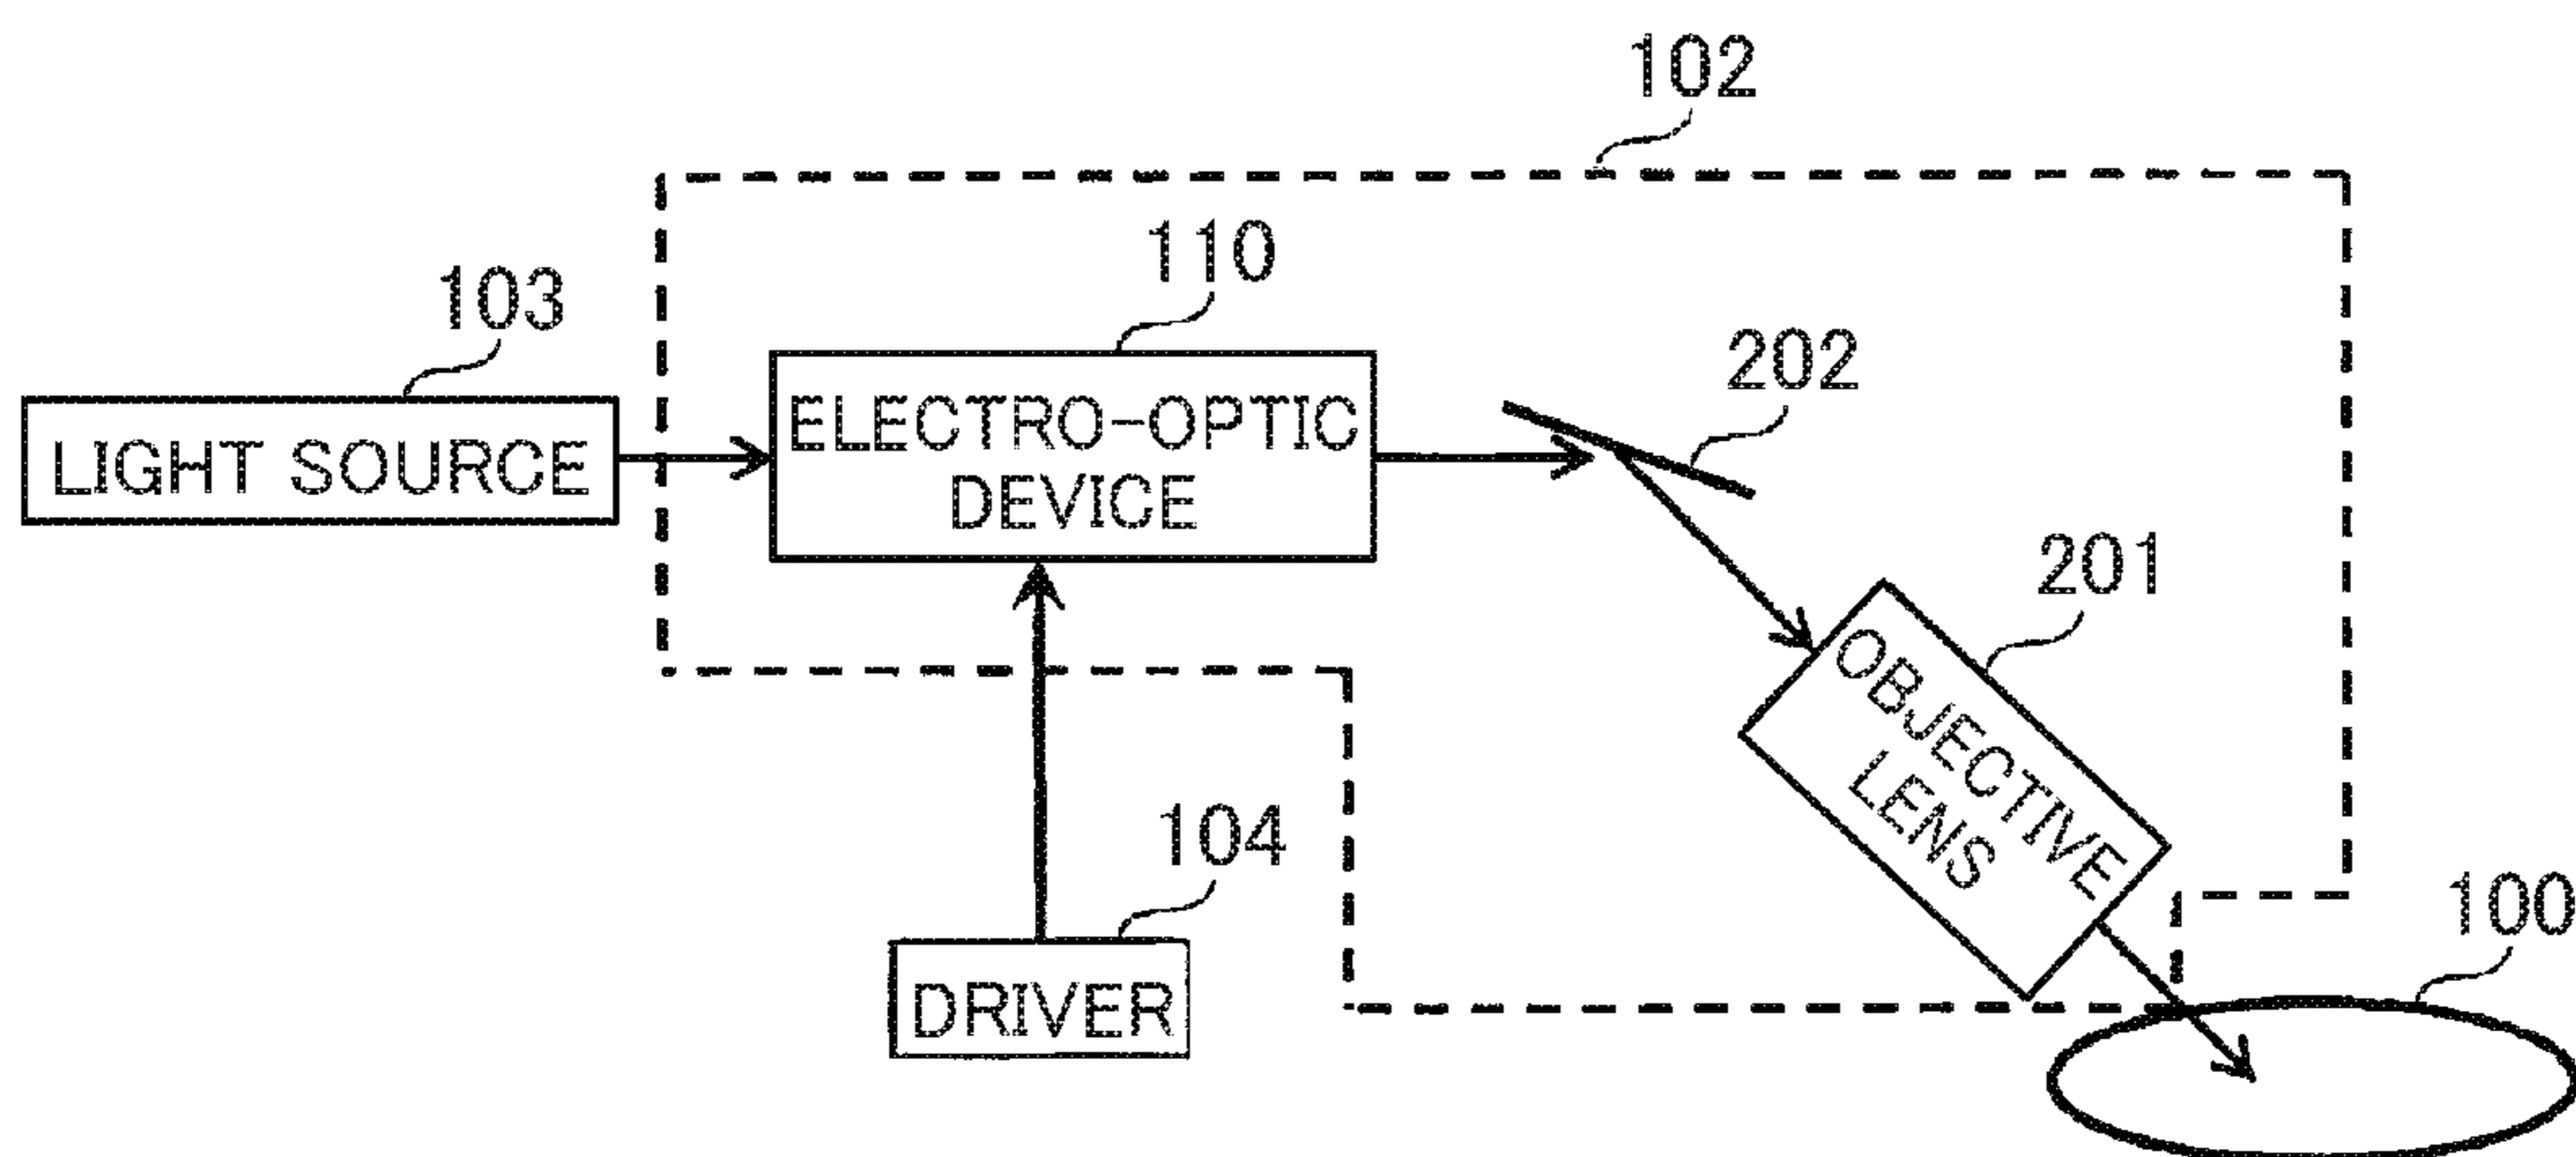 102
110
103
202
LIGHT SOURCE
ELECTRO-OPTIC
DEVICE
201
OBJECTIVE
LENS
104
100
DRIVER